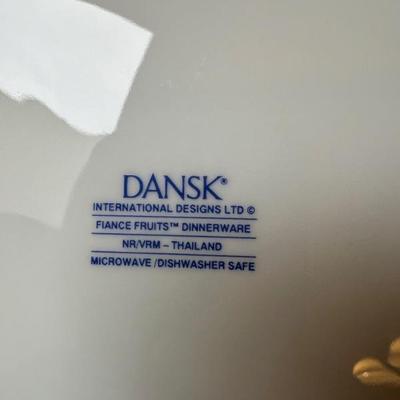 DANSK®
INTERNATIONAL DESIGNS LTD ©
FIANCE FRUITS™ DINNERWARE
NR/VRM – THAILAND
MICROWAVE/DISHWASHER SAFE